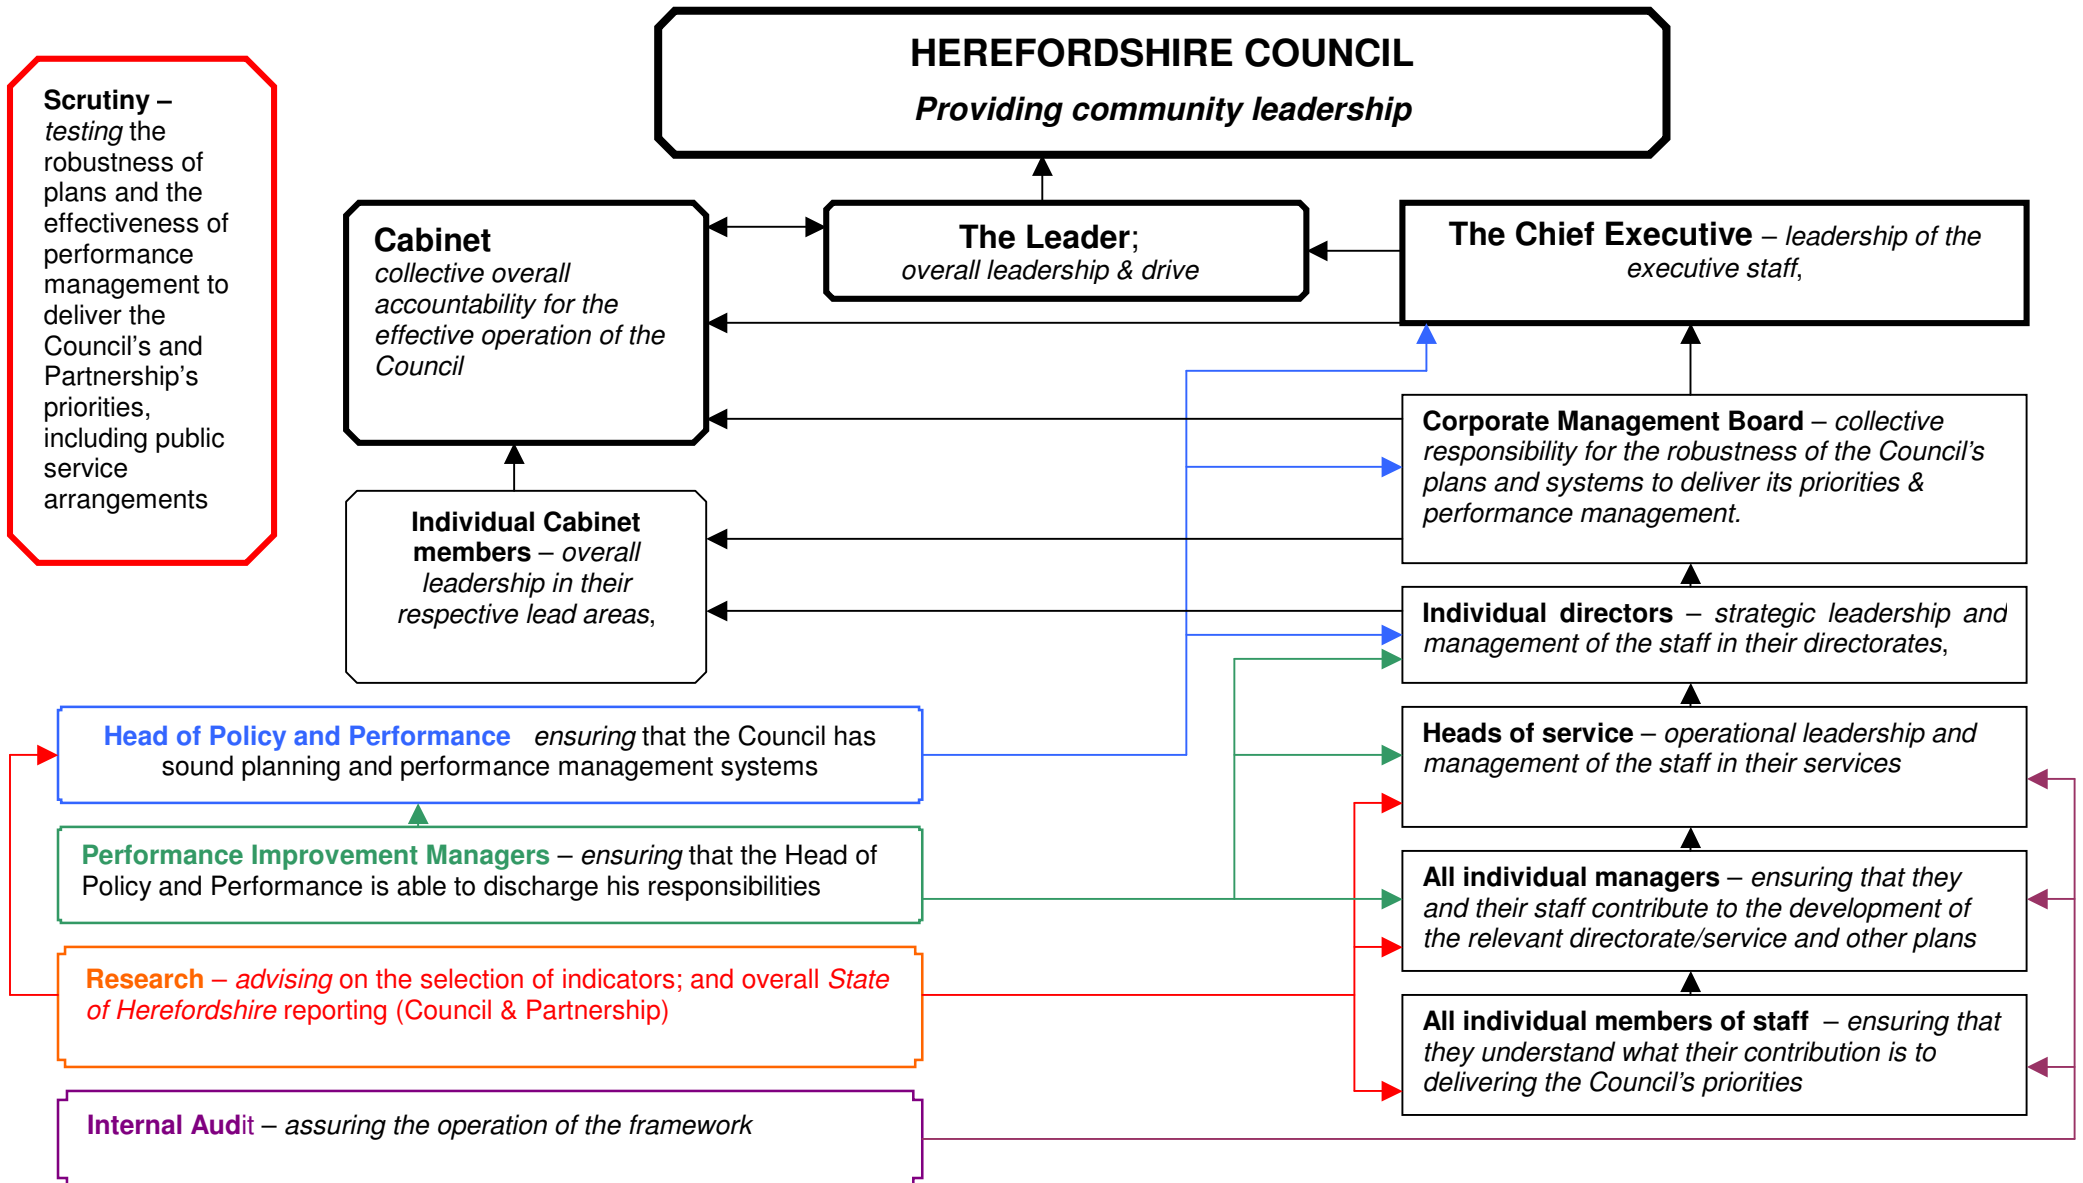 HEREFORDSHIRE COUNCIL
Providing community leadership
Scrutiny –
testing the
robustness of
plans and the
effectiveness of
performance
management to
deliver the
Council's and
Partnership's
priorities,
including public
service
arrangements
Cabinet
collective overall
accountability for the
effective operation of the
Council
The Leader;
overall leadership & drive
The Chief Executive – leadership of the
executive staff,
Corporate Management Board – collective
responsibility for the robustness of the Council's
plans and systems to deliver its priorities &
performance management.
Individual Cabinet
members – overall
leadership in their
respective lead areas,
Individual directors – strategic leadership and
management of the staff in their directorates,
Head of Policy and Performance ensuring that the Council has
sound planning and performance management systems
Heads of service – operational leadership and
management of the staff in their services
Performance Improvement Managers – ensuring that the Head of
Policy and Performance is able to discharge his responsibilities
All individual managers – ensuring that they
and their staff contribute to the development of
the relevant directorate/service and other plans
Research – advising on the selection of indicators; and overall State
of Herefordshire reporting (Council & Partnership)
All individual members of staff – ensuring that
they understand what their contribution is to
delivering the Council's priorities
Internal Audit – assuring the operation of the framework